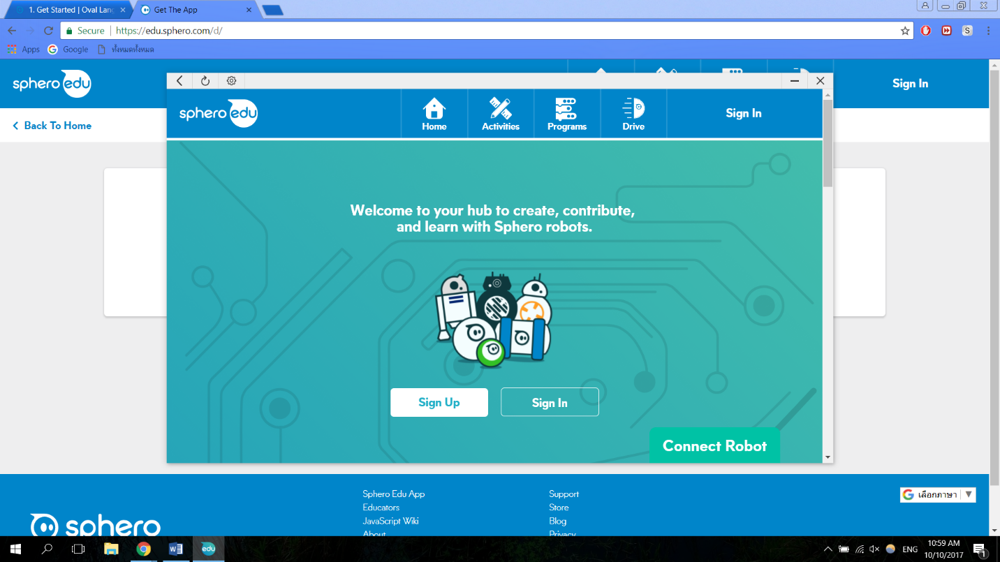 1. Get Started | Oval Lang
Get The App
Secure
https://edu.sphero.com/d/
S
Apps
Google
ทั้งหมดทั้งหมด
sphero edu
Sign In
Back To Home
sphero edu
Home
Activities
Programs
Drive
Sign In
Welcome to your hub to create, contribute,
and learn with Sphero robots.
Sign Up
Sign In
Connect Robot
Sphero Edu App
Educators
JavaScript Wiki
About
Support
Store
Blog
Privacy
G เลือกภาษา
sphero
W
edu
ENG
10:59 AM
10/10/2017
1